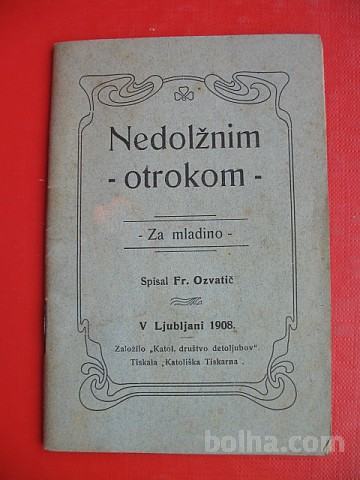 Nedolžnim
- otrokom -
- Za mladino -
Spisal Fr. Ozvatič
V Ljubljani 1908.
Založilo „Katol. društvo detoljubov".
Tiskala „Katoliška Tiskarna".
bolha.com